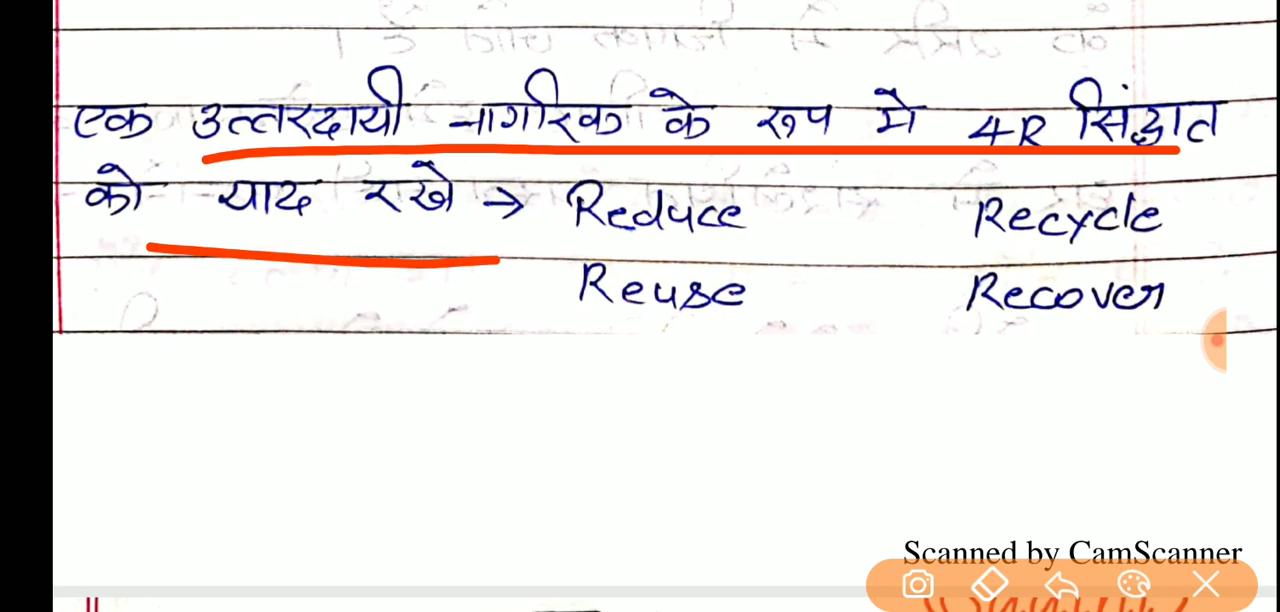 एक उत्तरदायी नागरिक के रूप मे 4R सिंद्धात
को याद रखे → Reduce Recycle
Reuse Recover
Scanned by CamScanner